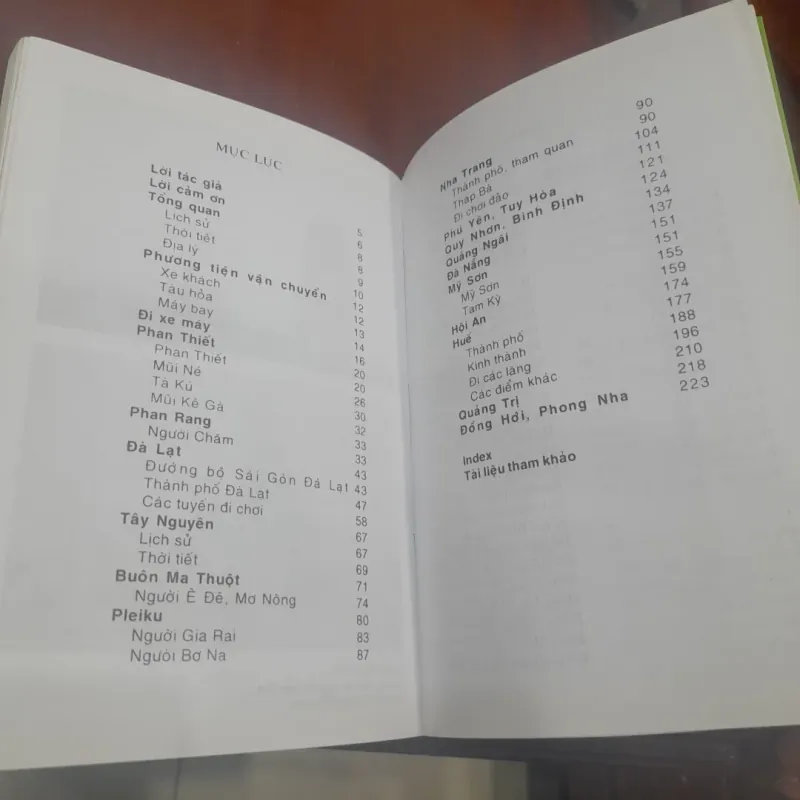 MỤC LỤC
Lời tác giả 5
Lời cảm ơn 6
Tổng quan 8
Lịch sử 8
Thời tiết 9
Địa lý 10
Phương tiện vận chuyển 12
Xe khách 12
Tàu hỏa 13
Máy bay 14
Đi xe máy 16
Phan Thiết 20
Phan Thiết 20
Mũi Né 26
Tà Kú 30
Mũi Kê Gà 32
Phan Rang 33
Người Chăm 33
Đà Lạt 43
Đường bộ Sài Gòn Đà Lạt 43
Thành phố Đà Lạt 47
Các tuyến đi chơi 58
Tây Nguyên 67
Lịch sử 67
Thời tiết 69
Buôn Ma Thuột 71
Người Ê Đê, Mơ Nông 74
Pleiku 80
Người Gia Rai 83
Người Bơ Na 87
Nha Trang 90
Thành phố, tham quan 90
Tháp Bà 104
Đi chơi đảo 111
Phú Yên, Tuy Hòa 121
Quy Nhơn, Bình Định 124
Quảng Ngãi 134
Đà Nẵng 137
Mỹ Sơn 151
Mỹ Sơn 151
Tam Kỳ 155
Hội An 159
Huế 174
Thành phố 177
Kinh thành 188
Đi các làng 196
Các điểm khác 210
Quảng Trị 218
Đồng Hới, Phong Nha 223
Index
Tài liệu tham khảo